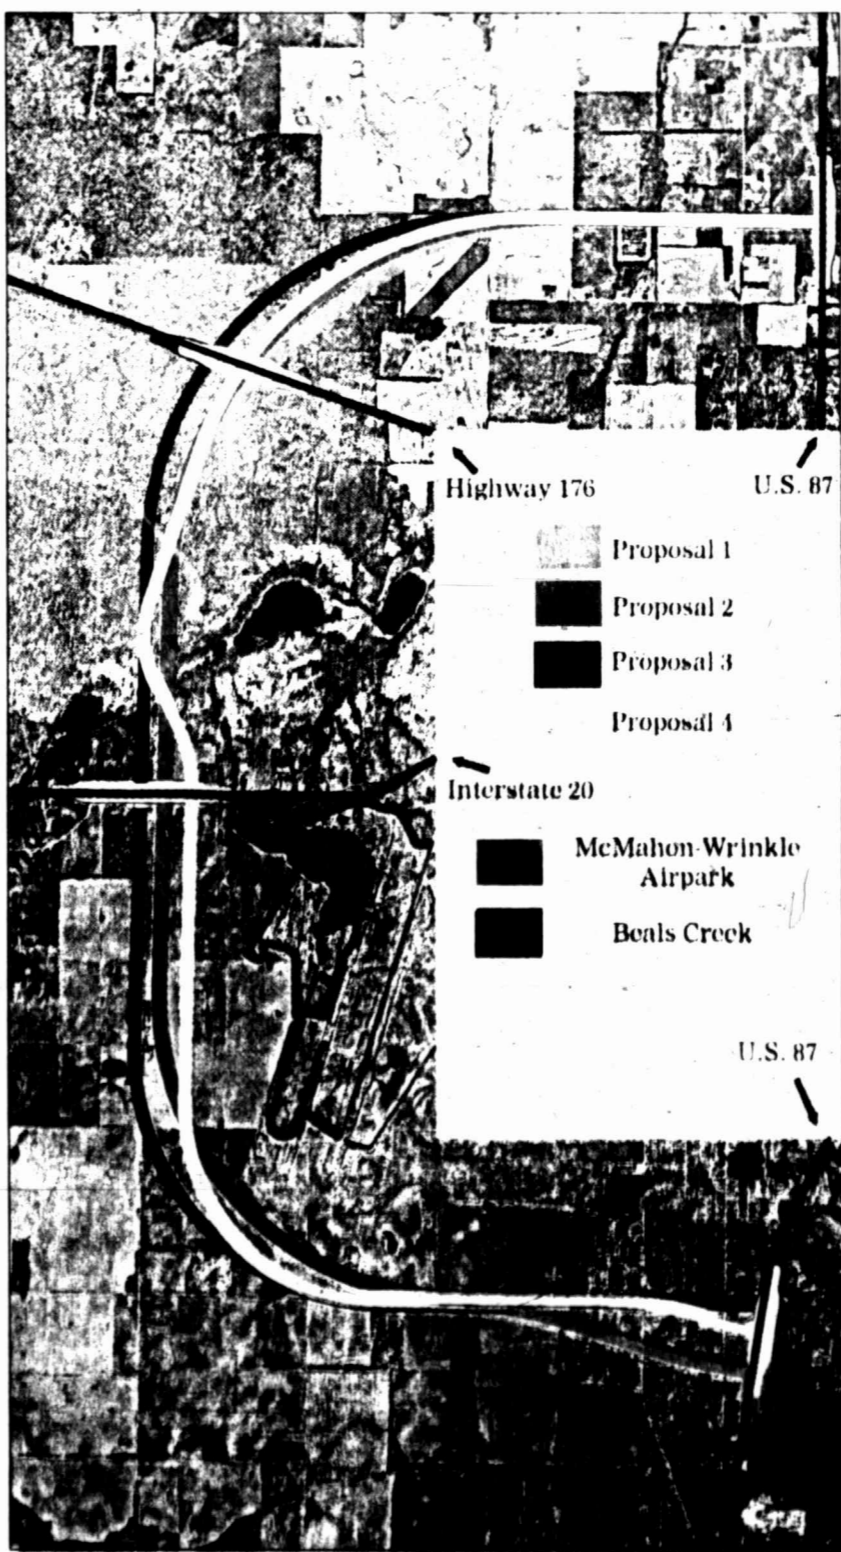 Highway 176
U.S. 87
Proposal 1
Proposal 2
Proposal 3
Proposal 4
Interstate 20
McMahon-Wrinkle
Airpark
Beals Creek
U.S. 87